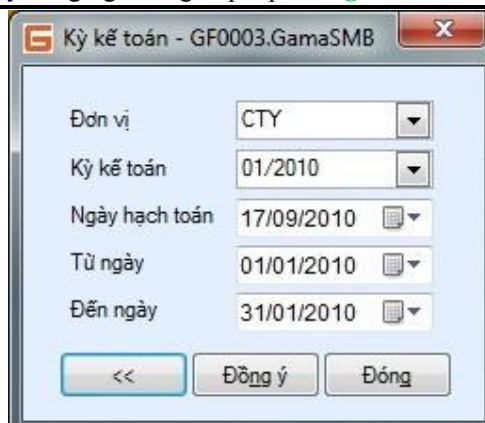 Kỳ kế toán - GF0003.GamaSMB
Đơn vị CTY
Kỳ kế toán 01/2010
Ngày hạch toán 17/09/2010
Từ ngày 01/01/2010
Đến ngày 31/01/2010
<< Đồng ý Đóng